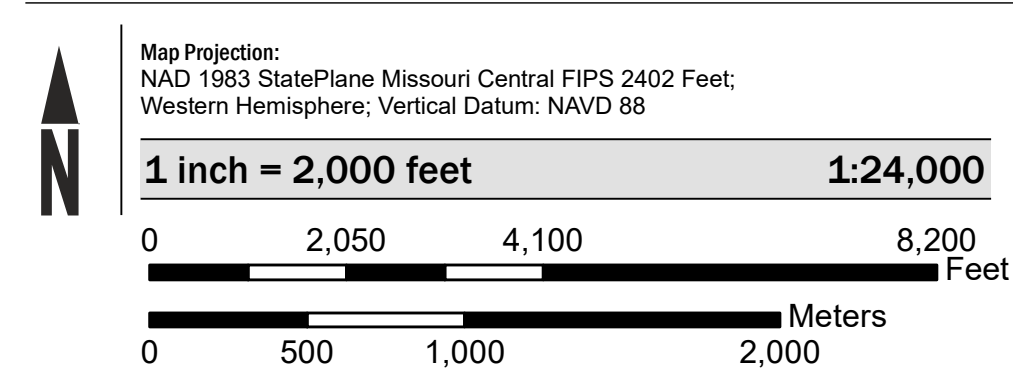 N
Map Projection:
NAD 1983 StatePlane Missouri Central FIPS 2402 Feet;
Western Hemisphere; Vertical Datum: NAVD 88
1 inch = 2,000 feet 1:24,000
0 2,050 4,100 8,200
Feet
Meters
0 500 1,000 2,000